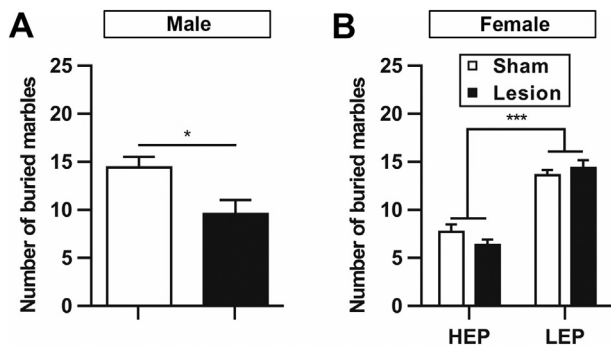 A
Male
Number of buried marbles
25
20
15
10
5
0
*
B
Female
Number of buried marbles
25
20
15
10
5
0
Sham
Lesion
***
HEP
LEP